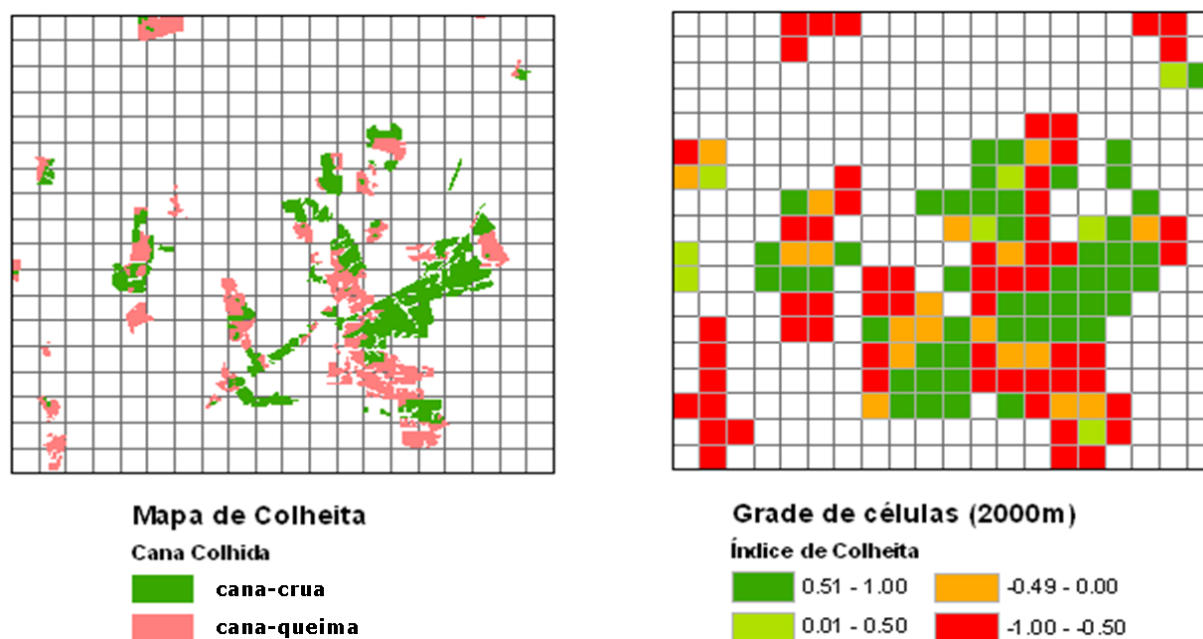 Mapa de Colheita
Cana Colhida
cana-crua
cana-queima
Grade de células (2000m)
Índice de Colheita
0.51 - 1.00
-0.49 - 0.00
0.01 - 0.50
-1.00 - -0.50